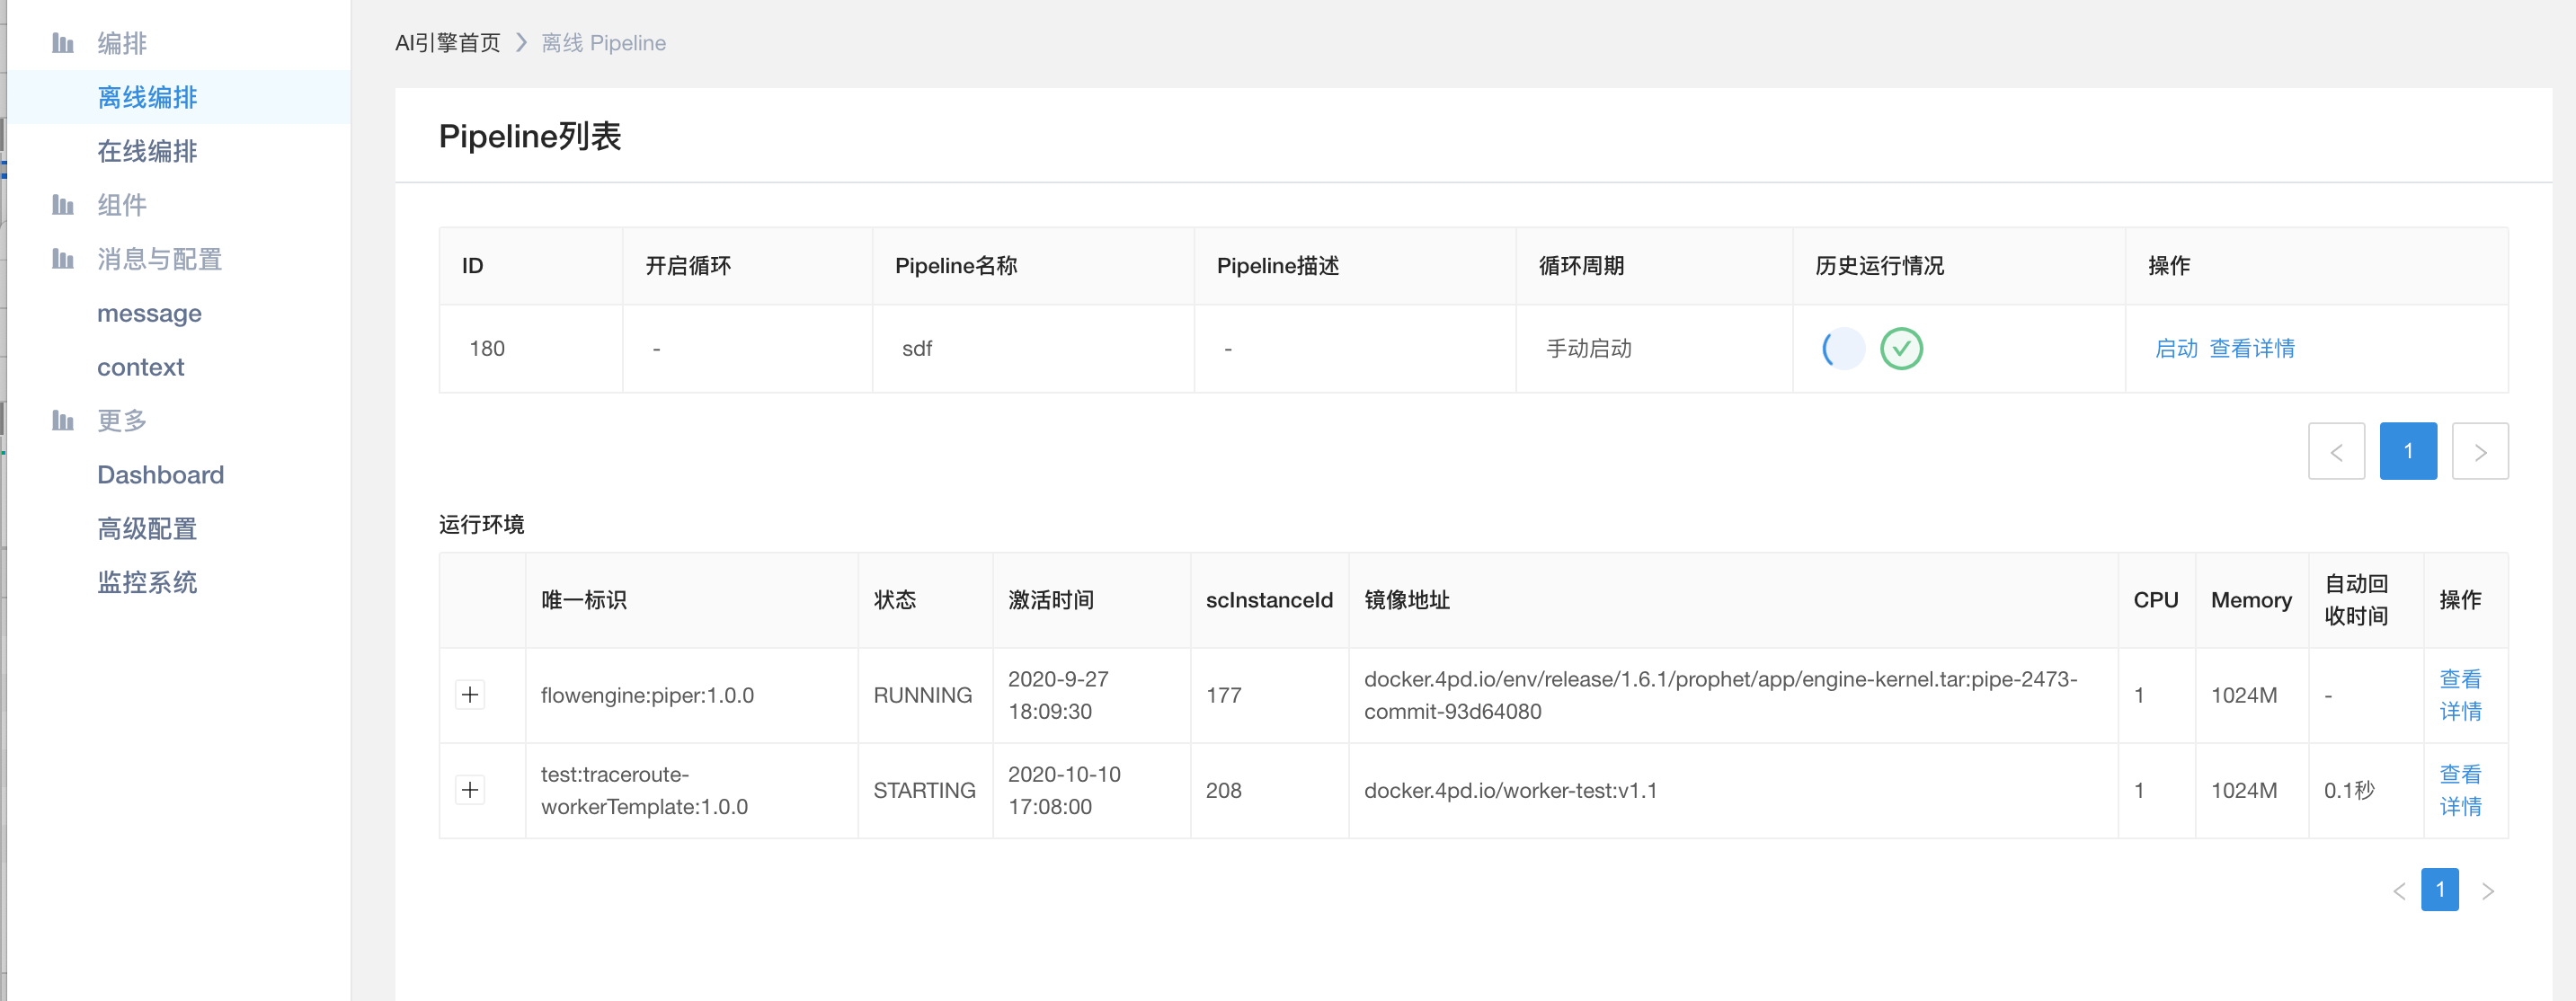 编排
离线编排
在线编排
组件
消息与配置
message
context
更多
Dashboard
高级配置
监控系统
AI引擎首页 > 离线 Pipeline
Pipeline列表
ID 开启循环 Pipeline名称 Pipeline描述 循环周期 历史运行情况 操作
180 - sdf - 手动启动 启动 查看详情
< 1 >
运行环境
唯一标识 状态 激活时间 scInstanceId 镜像地址 CPU Memory 自动回
收时间 操作
flowengine:piper:1.0.0 RUNNING 2020-9-27
18:09:30 177 docker.4pd.io/env/release/1.6.1/prophet/app/engine-kernel.tar:pipe-2473-
commit-93d64080 1 1024M - 查看
详情
test:traceroute-
workerTemplate:1.0.0 STARTING 2020-10-10
17:08:00 208 docker.4pd.io/worker-test:v1.1 1 1024M 0.1秒 查看
详情
< 1 >